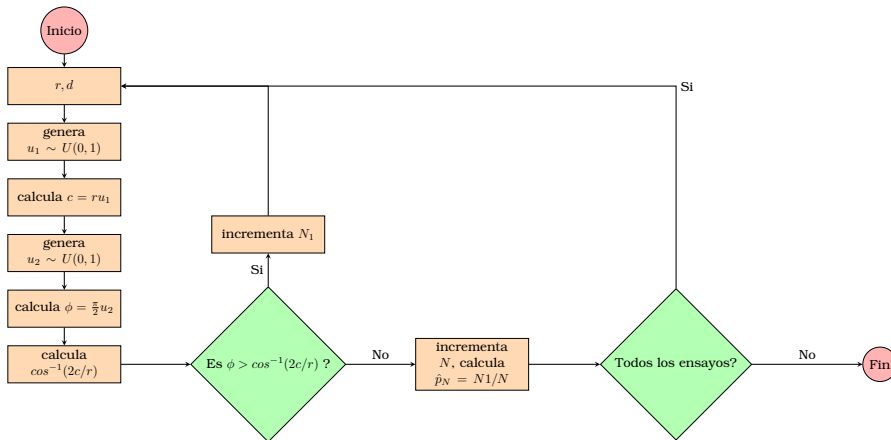 Inicio
r, d
genera
u₁ ∼ U(0, 1)
calcula c = ru₁
genera
u₂ ∼ U(0, 1)
calcula ϕ = π/2 u₂
calcula
cos⁻¹(2c/r)
incrementa N₁
Si
Es ϕ > cos⁻¹(2c/r) ?
No
incrementa
N, calcula
p̂_N = N1/N
Si
Todos los ensayos?
No
Fin